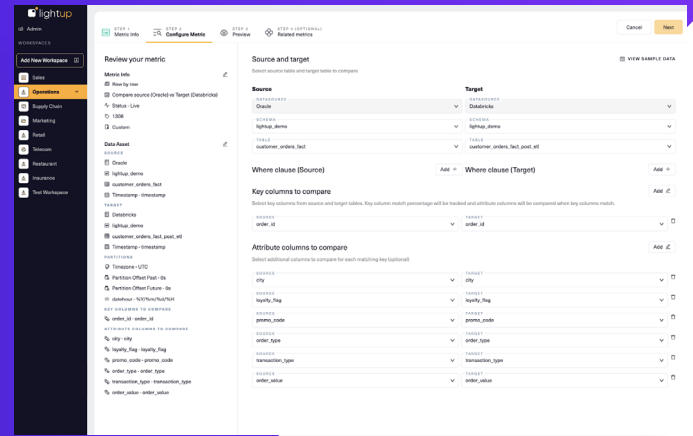 lightup
Admin
WORKSPACES
Add New Workspace
Sales
Operations
Supply Chain
Marketing
Retail
Telecom
Restaurant
Insurance
Test Workspace
STEP 1
Metric Info
STEP 2
Configure Metric
STEP 3
Preview
STEP 4 (OPTIONAL)
Related metrics
Cancel
Next
Review your metric
Metric Info
Row by row
Compare source (Oracle) vs Target (Databricks)
Status - Live
1308
Custom
Data Asset
SOURCE
Oracle
lightup_demo
customer_orders_fact
Timestamp - timestamp
TARGET
Databricks
lightup_demo
customer_orders_fact_post_etl
Timestamp - timestamp
PARTITIONS
Timezone - UTC
Partition Offset Past - 0s
Partition Offset Future - 0s
datehour - %Y/%m/%d/%H
KEY COLUMNS TO COMPARE
order_id - order_id
ATTRIBUTE COLUMNS TO COMPARE
city - city
loyalty_flag - loyalty_flag
promo_code - promo_code
order_type - order_type
transaction_type - transaction_type
order_value - order_value
Source and target
VIEW SAMPLE DATA
Select source table and target table to compare
Source
Target
DATASOURCE
Oracle
DATASOURCE
Databricks
SCHEMA
lightup_demo
SCHEMA
lightup_demo
TABLE
customer_orders_fact
TABLE
customer_orders_fact_post_etl
Where clause (Source)
Add +
Where clause (Target)
Add +
Key columns to compare
Add
Select key columns from source and target tables. Key column match percentage will be tracked and attribute columns will be compared when key columns match.
SOURCE
order_id
TARGET
order_id
Attribute columns to compare
Add
Select additional columns to compare for each matching key (optional)
SOURCE
city
TARGET
city
SOURCE
loyalty_flag
TARGET
loyalty_flag
SOURCE
promo_code
TARGET
promo_code
SOURCE
order_type
TARGET
order_type
SOURCE
transaction_type
TARGET
transaction_type
SOURCE
order_value
TARGET
order_value